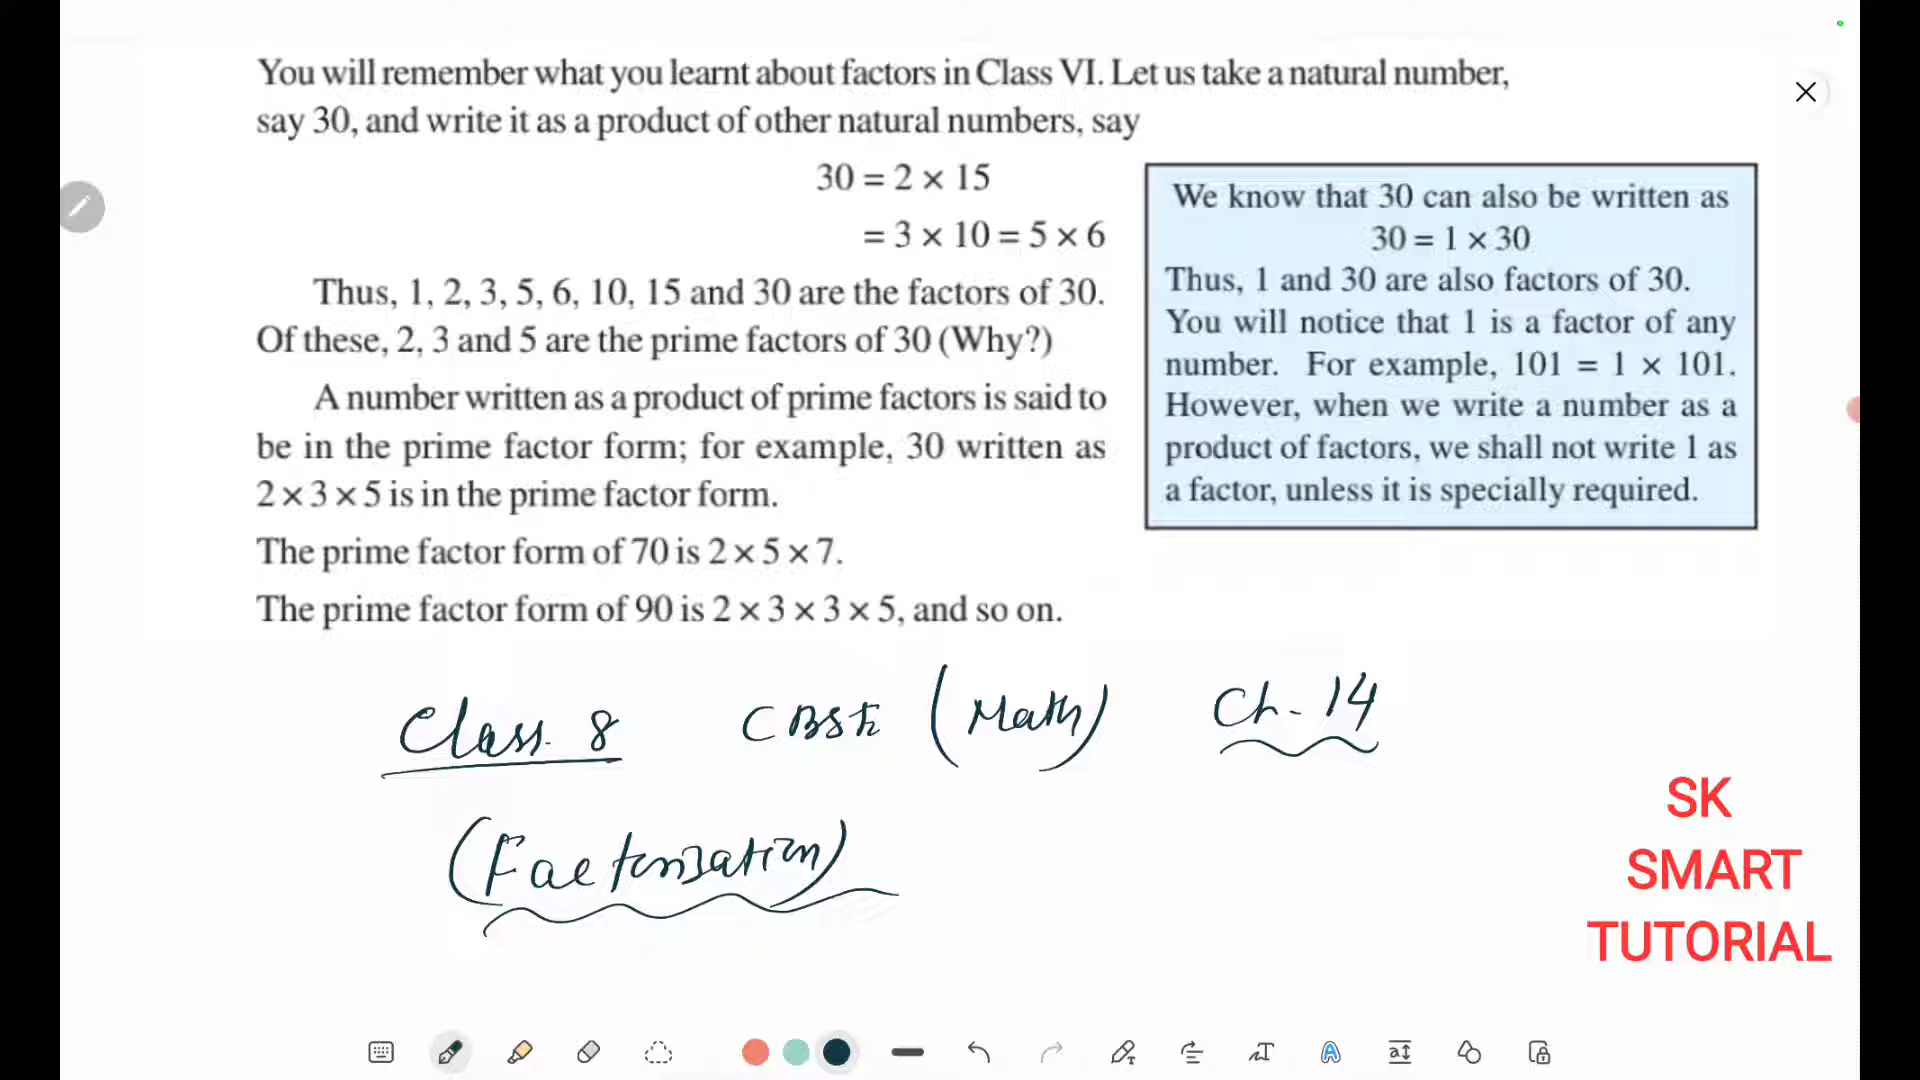 You will remember what you learnt about factors in Class VI. Let us take a natural number,
say 30, and write it as a product of other natural numbers, say
30 = 2 × 15
= 3 × 10 = 5 × 6
Thus, 1, 2, 3, 5, 6, 10, 15 and 30 are the factors of 30.
Of these, 2, 3 and 5 are the prime factors of 30 (Why?)
A number written as a product of prime factors is said to
be in the prime factor form; for example, 30 written as
2 × 3 × 5 is in the prime factor form.
The prime factor form of 70 is 2 × 5 × 7.
The prime factor form of 90 is 2 × 3 × 3 × 5, and so on.
We know that 30 can also be written as
30 = 1 × 30
Thus, 1 and 30 are also factors of 30.
You will notice that 1 is a factor of any
number. For example, 101 = 1 × 101.
However, when we write a number as a
product of factors, we shall not write 1 as
a factor, unless it is specially required.
Class. 8 CBSE (Math) Ch. 14
(Factorisation)
SK
SMART
TUTORIAL